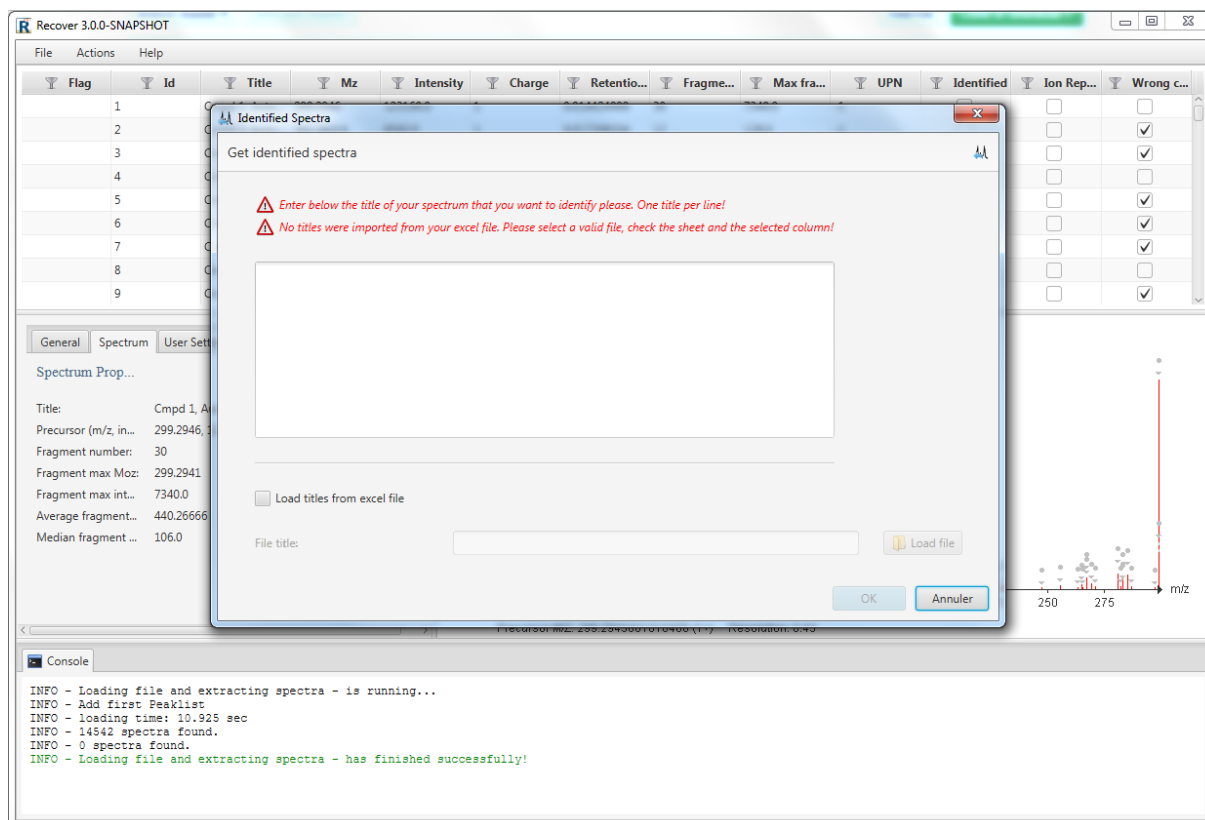 Recover 3.0.0-SNAPSHOT
File Actions Help
Flag Id Title Mz Intensity Charge Retentio... Fragme... Max fra... UPN Identified Ion Rep... Wrong c...
1
2
3
4
5
6
7
8
9
Identified Spectra
Get identified spectra
Enter below the title of your spectrum that you want to identify please. One title per line!
No titles were imported from your excel file. Please select a valid file, check the sheet and the selected column!
Load titles from excel file
File title: Load file
OK Annuler
General Spectrum User Sett
Spectrum Prop...
Title: Cmpd 1, A
Precursor (m/z, in... 299.2946, 1
Fragment number: 30
Fragment max Moz: 299.2941
Fragment max int... 7340.0
Average fragment... 440.26666
Median fragment ... 106.0
250 275 m/z
Console
INFO - Loading file and extracting spectra - is running...
INFO - Add first Peaklist
INFO - loading time: 10.925 sec
INFO - 14542 spectra found.
INFO - 0 spectra found.
INFO - Loading file and extracting spectra - has finished successfully!